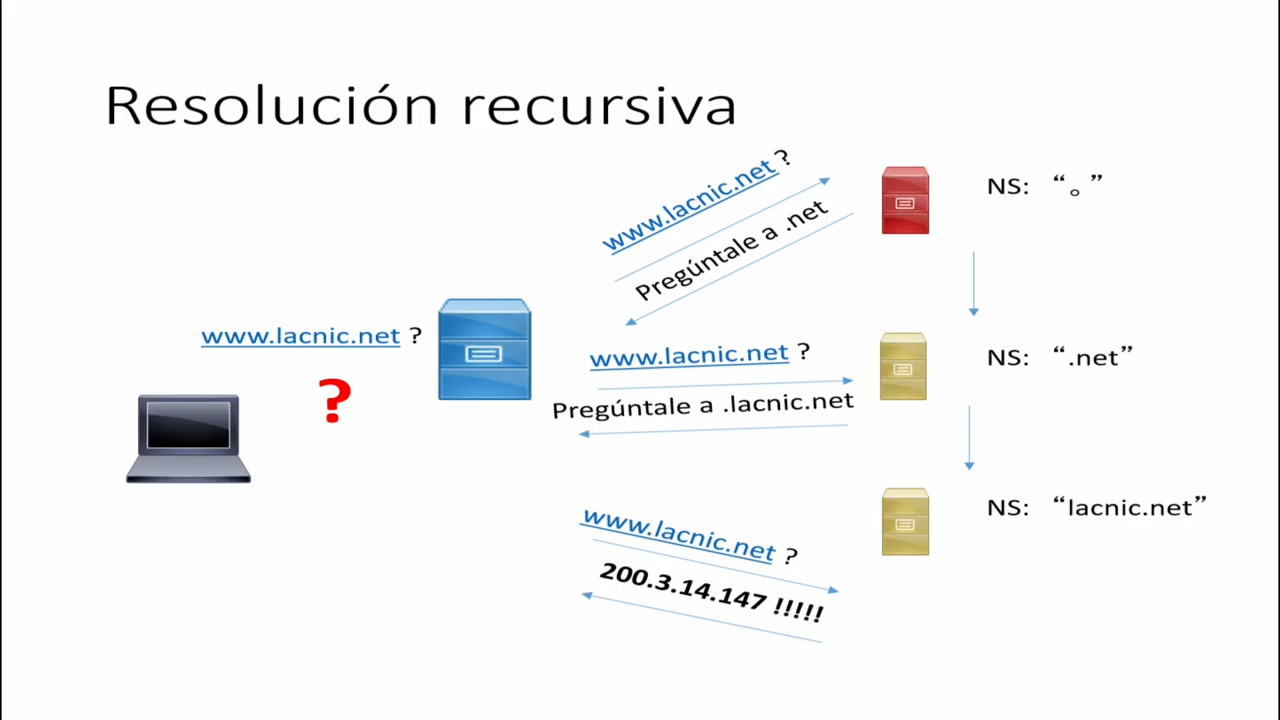 Resolución recursiva
www.lacnic.net ?
Pregúntale a .net
NS: “。”
www.lacnic.net ?
?
www.lacnic.net ?
Pregúntale a .lacnic.net
NS: “.net”
www.lacnic.net ?
200.3.14.147 !!!!!
NS: “lacnic.net”